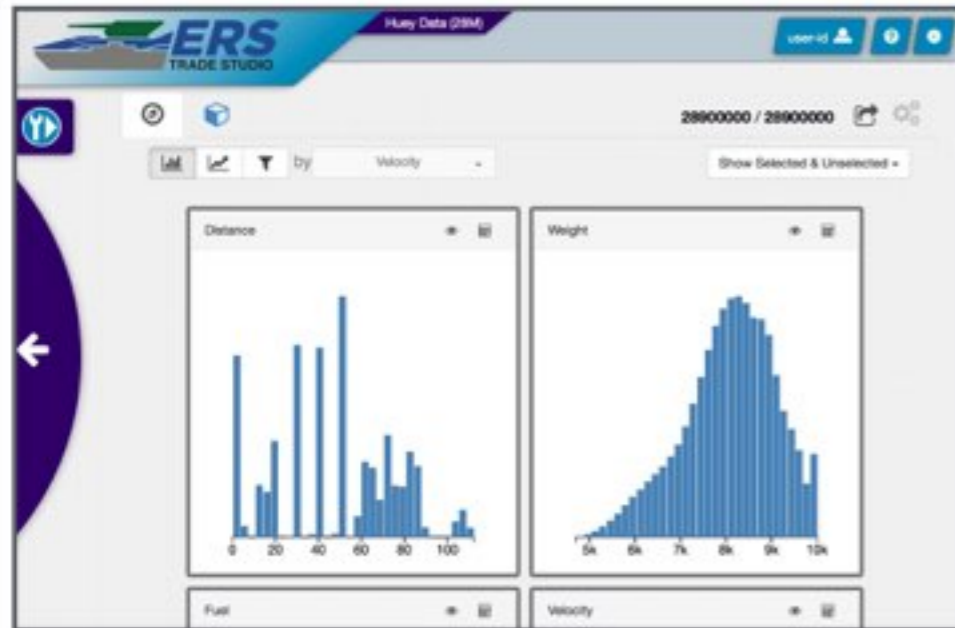 Huey Data (28M)
ERS
TRADE STUDIO
user-id
28900000 / 28900000
by Velocity
Show Selected & Unselected
Distance
Weight
0 20 40 60 80 100
5k 6k 7k 8k 9k 10k
Fuel
Velocity